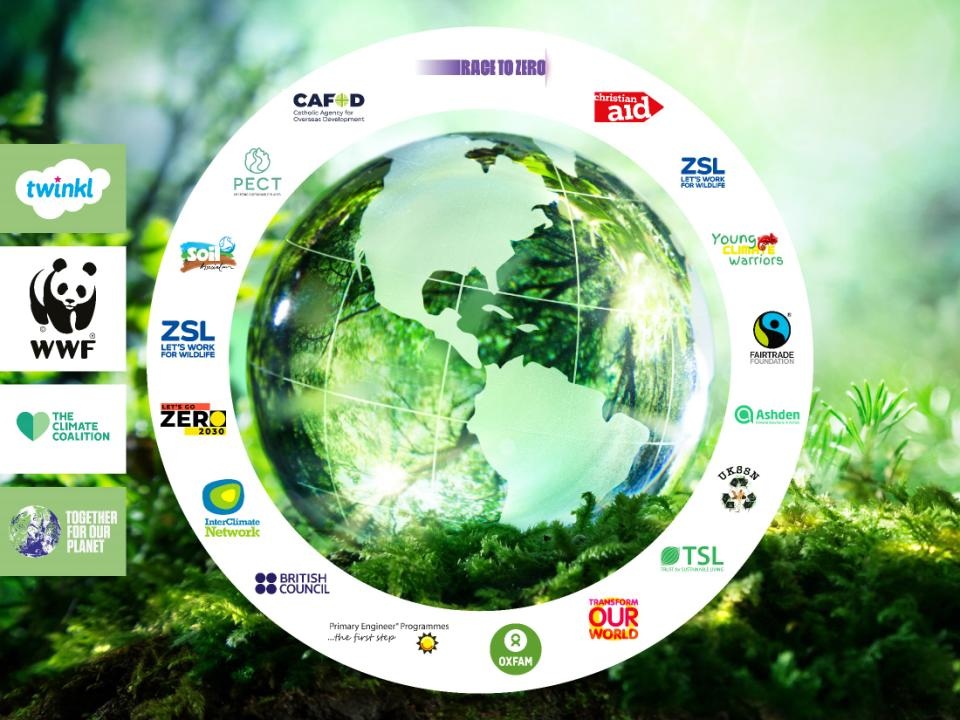 RACE TO ZERO
CAFOD
Catholic Agency for
Overseas Development
christian
aid
PECT
ZSL
LET'S WORK
FOR WILDLIFE
twinkl
Young
CLIMATE
Warriors
soil
Association
WWF
®
©
®
ZSL
LET'S WORK
FOR WILDLIFE
FAIRTRADE
FOUNDATION
®
THE
CLIMATE
COALITION
LET'S GO
ZERO
2030
Ashden
UKSSN
InterClimate
Network
TOGETHER
FOR OUR
PLANET
TSL
TRUST for SUSTAINABLE LIVING
BRITISH
COUNCIL
TRANSFORM
OUR
WORLD
Primary Engineer® Programmes
...the first step
OXFAM